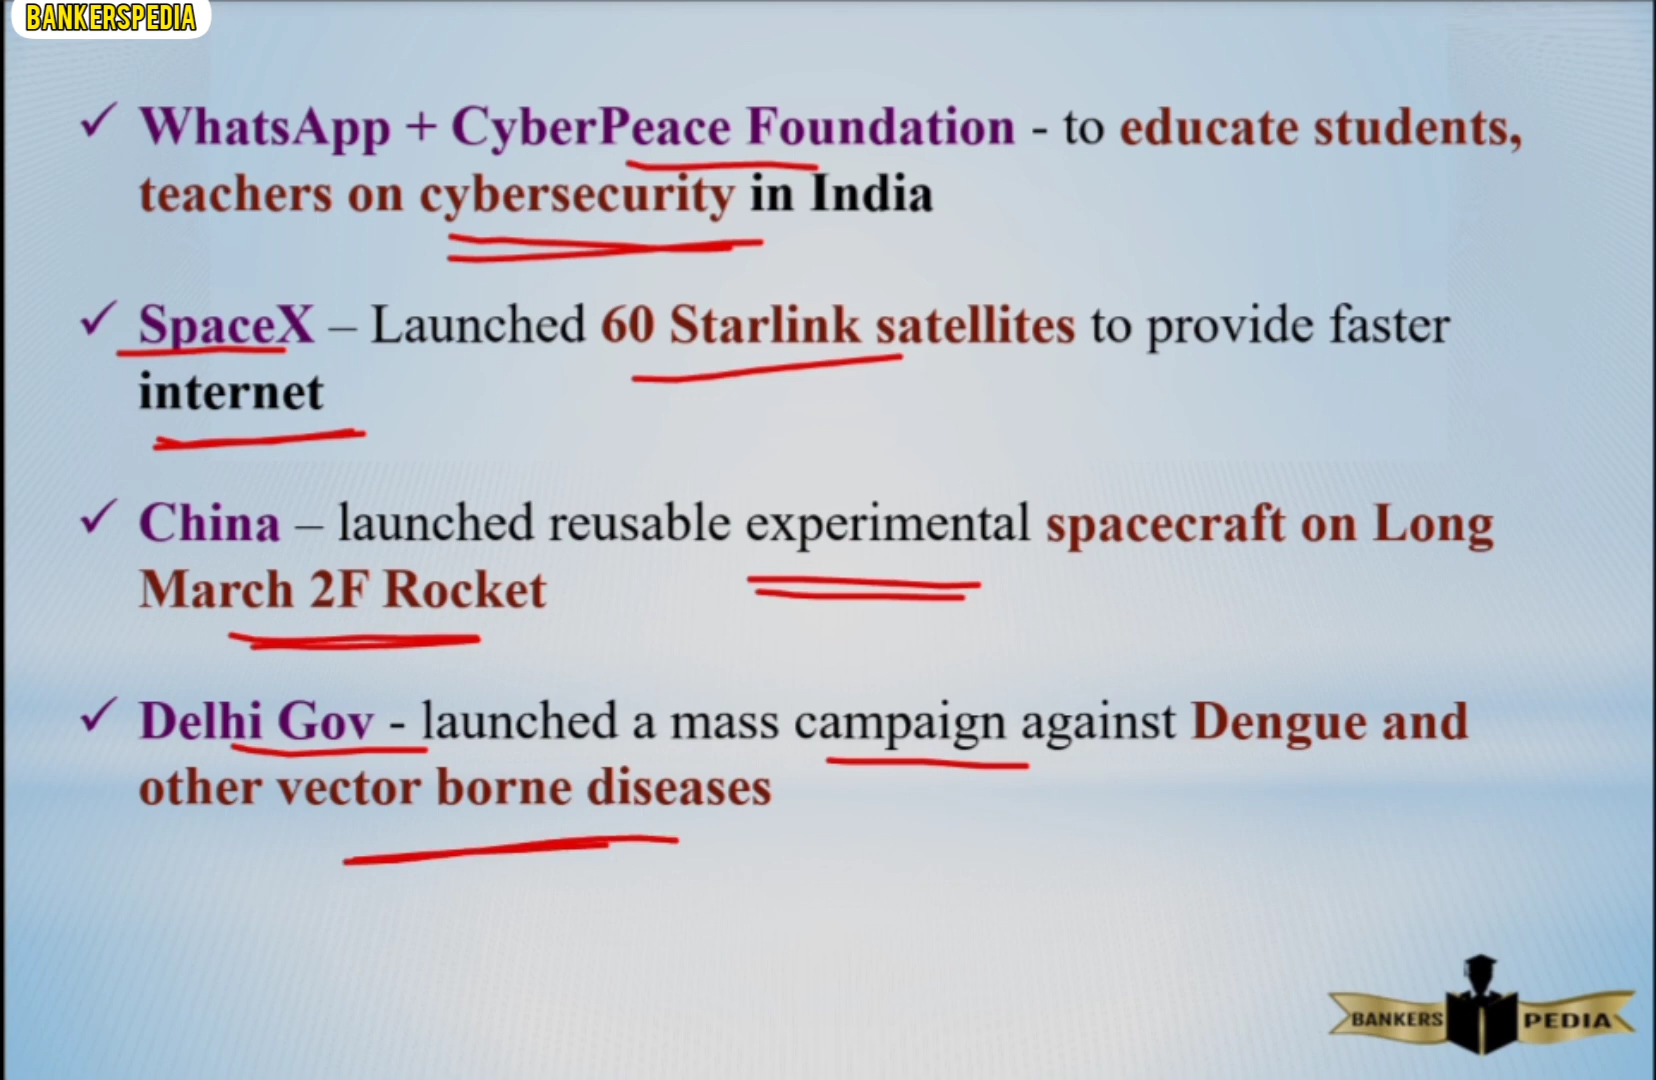 BANKERSPEDIA
✓ WhatsApp + CyberPeace Foundation - to educate students,
teachers on cybersecurity in India
✓ SpaceX – Launched 60 Starlink satellites to provide faster
internet
✓ China – launched reusable experimental spacecraft on Long
March 2F Rocket
✓ Delhi Gov - launched a mass campaign against Dengue and
other vector borne diseases
BANKERS PEDIA